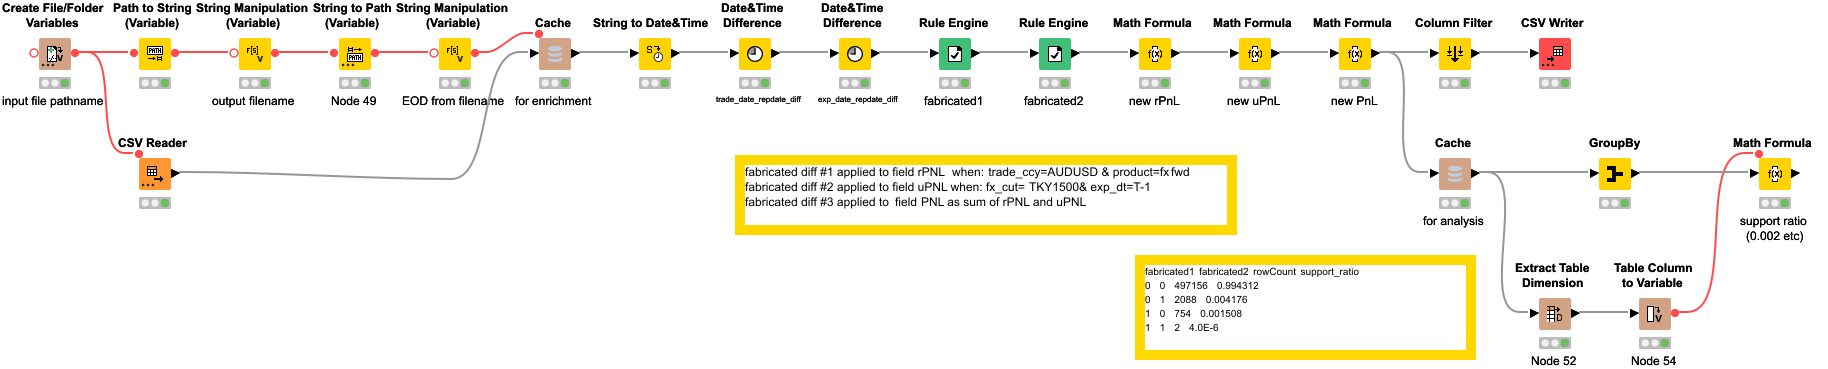 Create File/Folder
Variables
Path to String
(Variable)
String Manipulation
(Variable)
String to Path
(Variable)
String Manipulation
(Variable)
Cache
String to Date&Time
Date&Time
Difference
Date&Time
Difference
Rule Engine
Rule Engine
Math Formula
Math Formula
Math Formula
Column Filter
CSV Writer
input file pathname
output filename
Node 49
EOD from filename
for enrichment
trade_date_repdate_diff
exp_date_repdate_diff
fabricated1
fabricated2
new rPnL
new uPnL
new PnL
CSV Reader
fabricated diff #1 applied to field rPNL when: trade_ccy=AUDUSD & product=fxfwd
fabricated diff #2 applied to field uPNL when: fx_cut= TKY1500& exp_dt=T-1
fabricated diff #3 applied to field PNL as sum of rPNL and uPNL
Cache
GroupBy
Math Formula
for analysis
support ratio
(0.002 etc)
fabricated1 fabricated2 rowCount support_ratio
0 0 497156 0.994312
0 1 2088 0.004176
1 0 754 0.001508
1 1 2 4.0E-6
Extract Table
Dimension
Table Column
to Variable
Node 52
Node 54